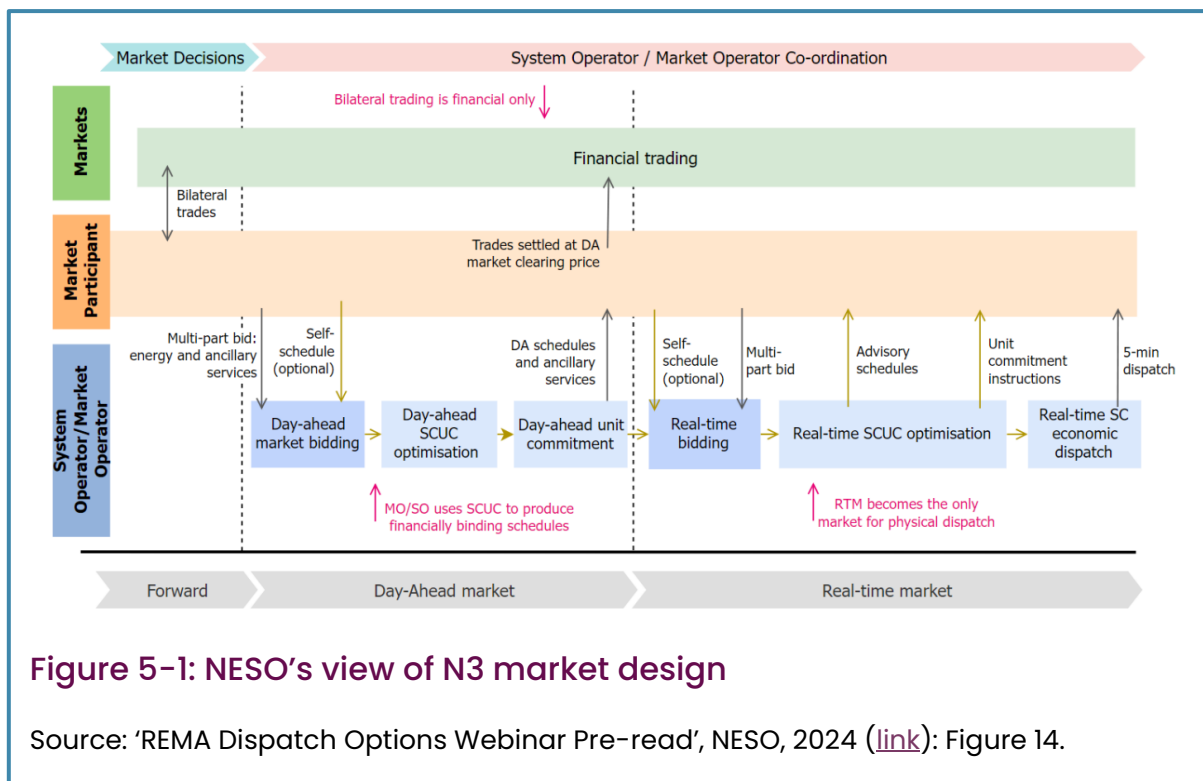 Market Decisions
System Operator / Market Operator Co-ordination
Bilateral trading is financial only
Markets
Financial trading
Bilateral
trades
Market
Participant
Trades settled at DA
market clearing price
Multi-part bid:
energy and ancillary
services
Self-
schedule
(optional)
DA schedules
and ancillary
services
Self-
schedule
(optional)
Multi-
part bid
Advisory
schedules
Unit
commitment
instructions
5-min
dispatch
System
Operator/Market
Operator
Day-ahead
market bidding
Day-ahead
SCUC
optimisation
Day-ahead unit
commitment
Real-time
bidding
Real-time SCUC optimisation
Real-time SC
economic
dispatch
MO/SO uses SCUC to produce
financially binding schedules
RTM becomes the only
market for physical dispatch
Forward
Day-Ahead market
Real-time market
Figure 5-1: NESO’s view of N3 market design
Source: ‘REMA Dispatch Options Webinar Pre-read’, NESO, 2024 (link): Figure 14.